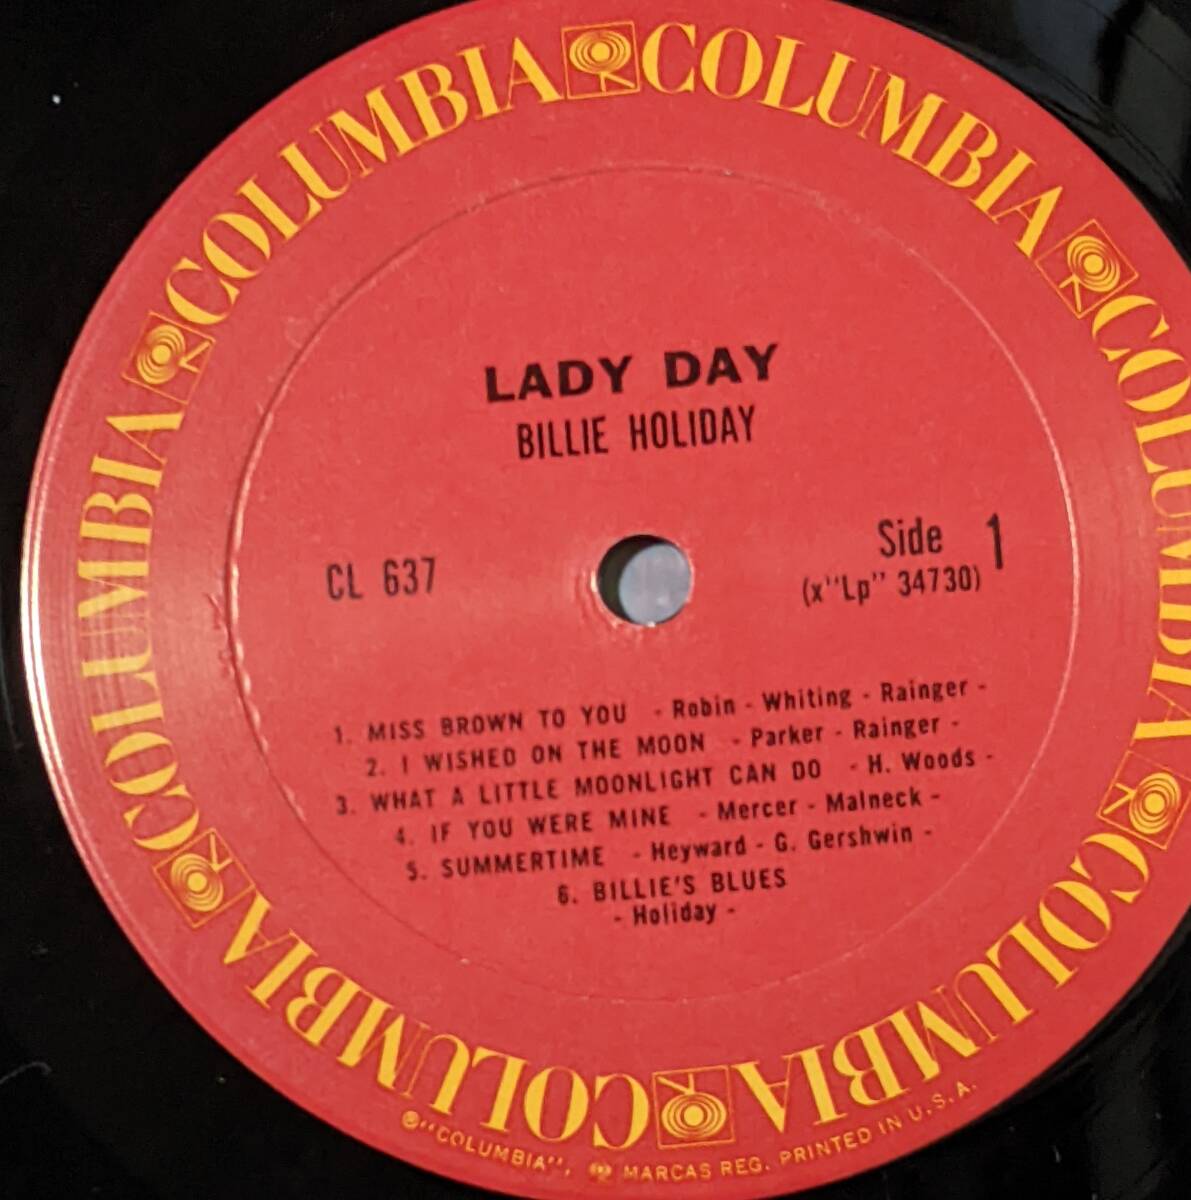 COLUMBIA COLUMBIA COLUMBIA COLUMBIA COLUMBIA COLUMBIA
LADY DAY
BILLIE HOLIDAY
CL 637
Side 1
(x"Lp" 34730)
1. MISS BROWN TO YOU - Robin - Whiting - Rainger -
2. I WISHED ON THE MOON - Parker - Rainger -
3. WHAT A LITTLE MOONLIGHT CAN DO - H. Woods -
4. IF YOU WERE MINE - Mercer - Malneck -
5. SUMMERTIME - Heyward - G. Gershwin -
6. BILLIE'S BLUES
- Holiday -
®"COLUMBIA", MARCAS REG. PRINTED IN U.S.A.